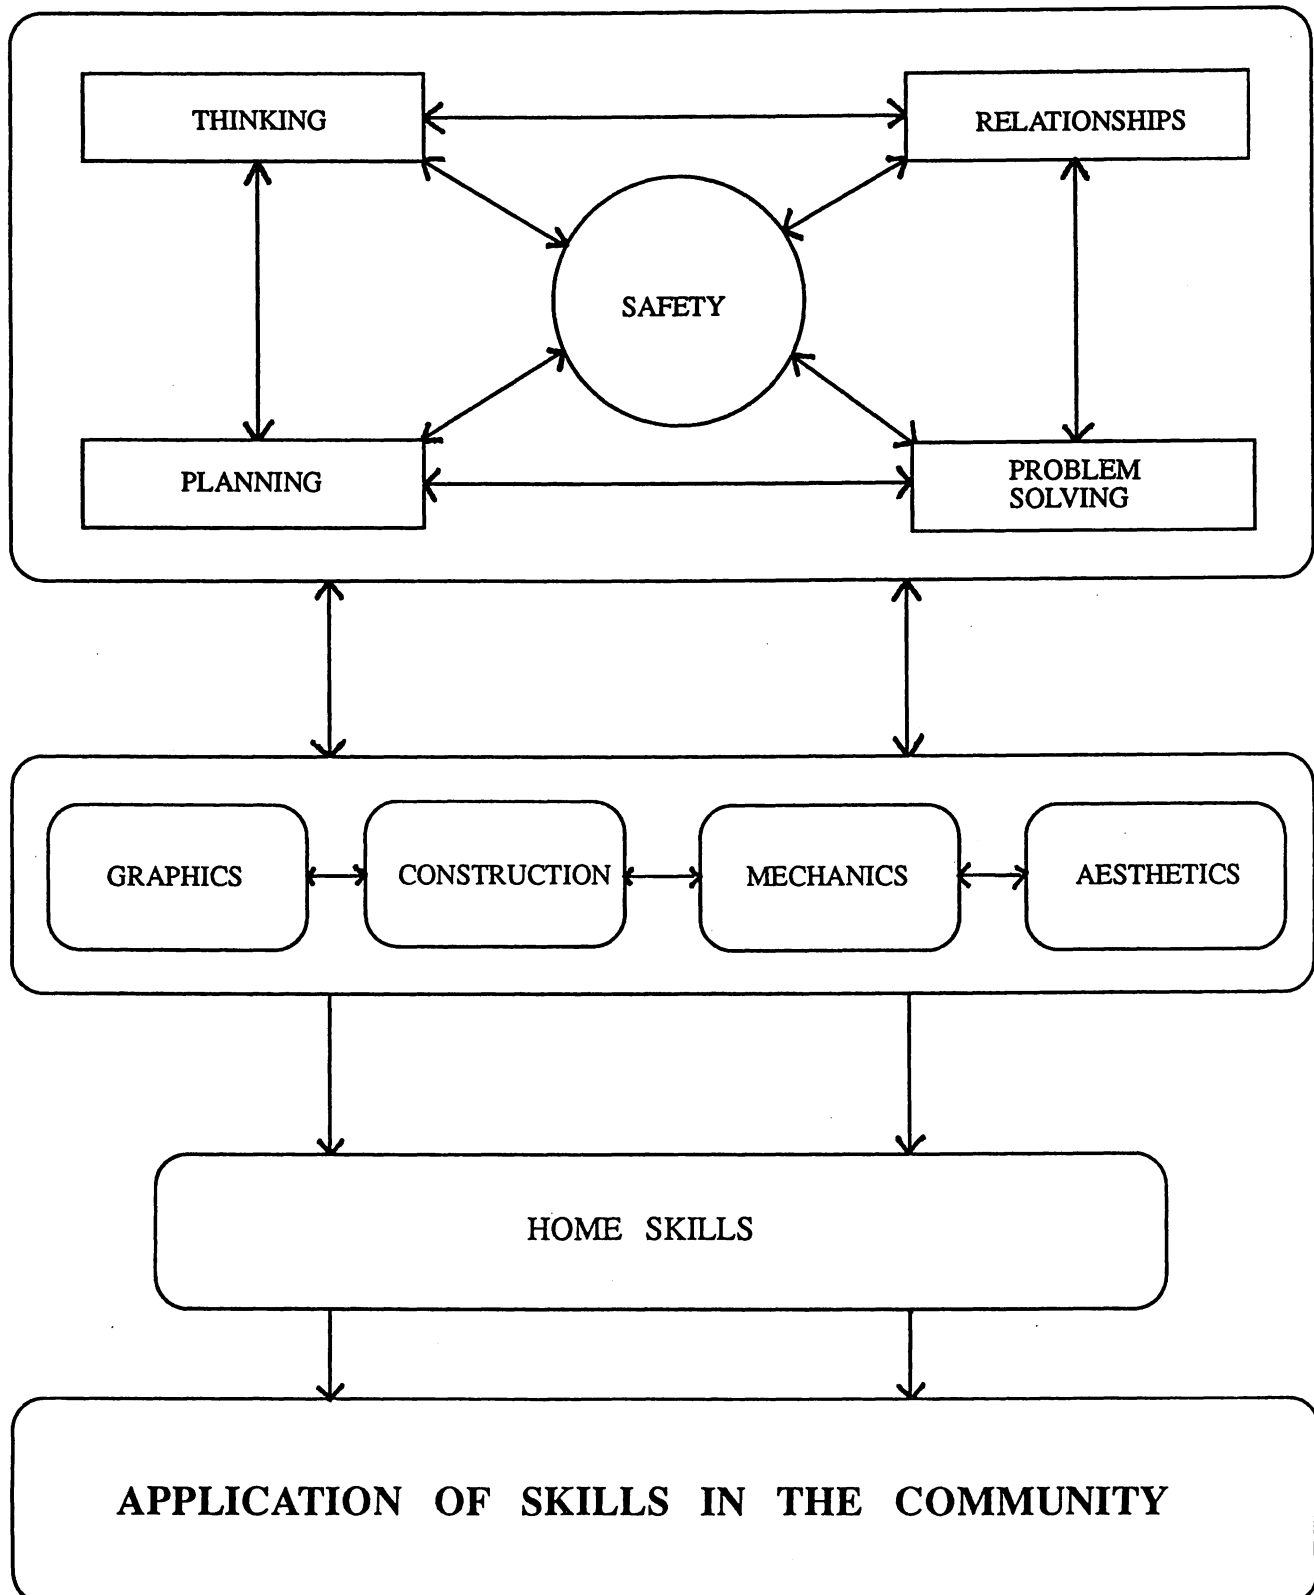 THINKING
RELATIONSHIPS
SAFETY
PLANNING
PROBLEM
SOLVING
GRAPHICS
CONSTRUCTION
MECHANICS
AESTHETICS
HOME SKILLS
APPLICATION OF SKILLS IN THE COMMUNITY